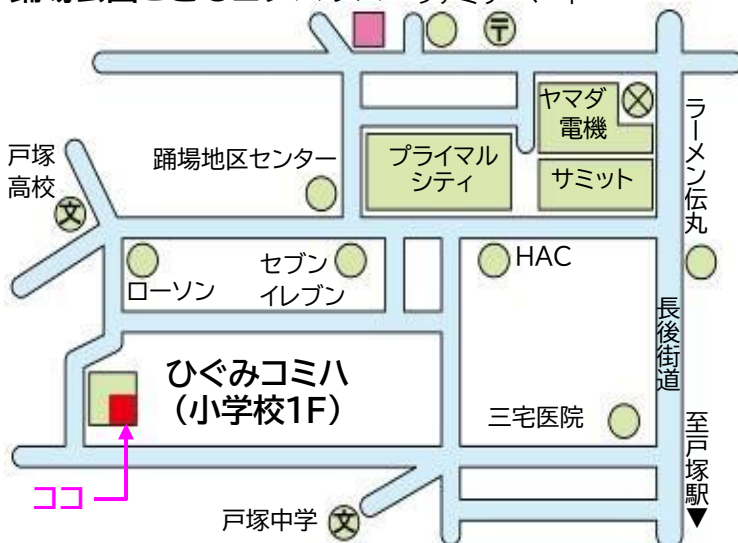 〒
ヤマダ
電機
ラーメン伝丸
戸塚
高校
文
踊場地区センター
プライマル
シティ
サミット
ローソン
セブン
イレブン
HAC
長後街道
ひぐみコミハ
(小学校1F)
三宅医院
至戸塚駅▼
ココ
戸塚中学
文